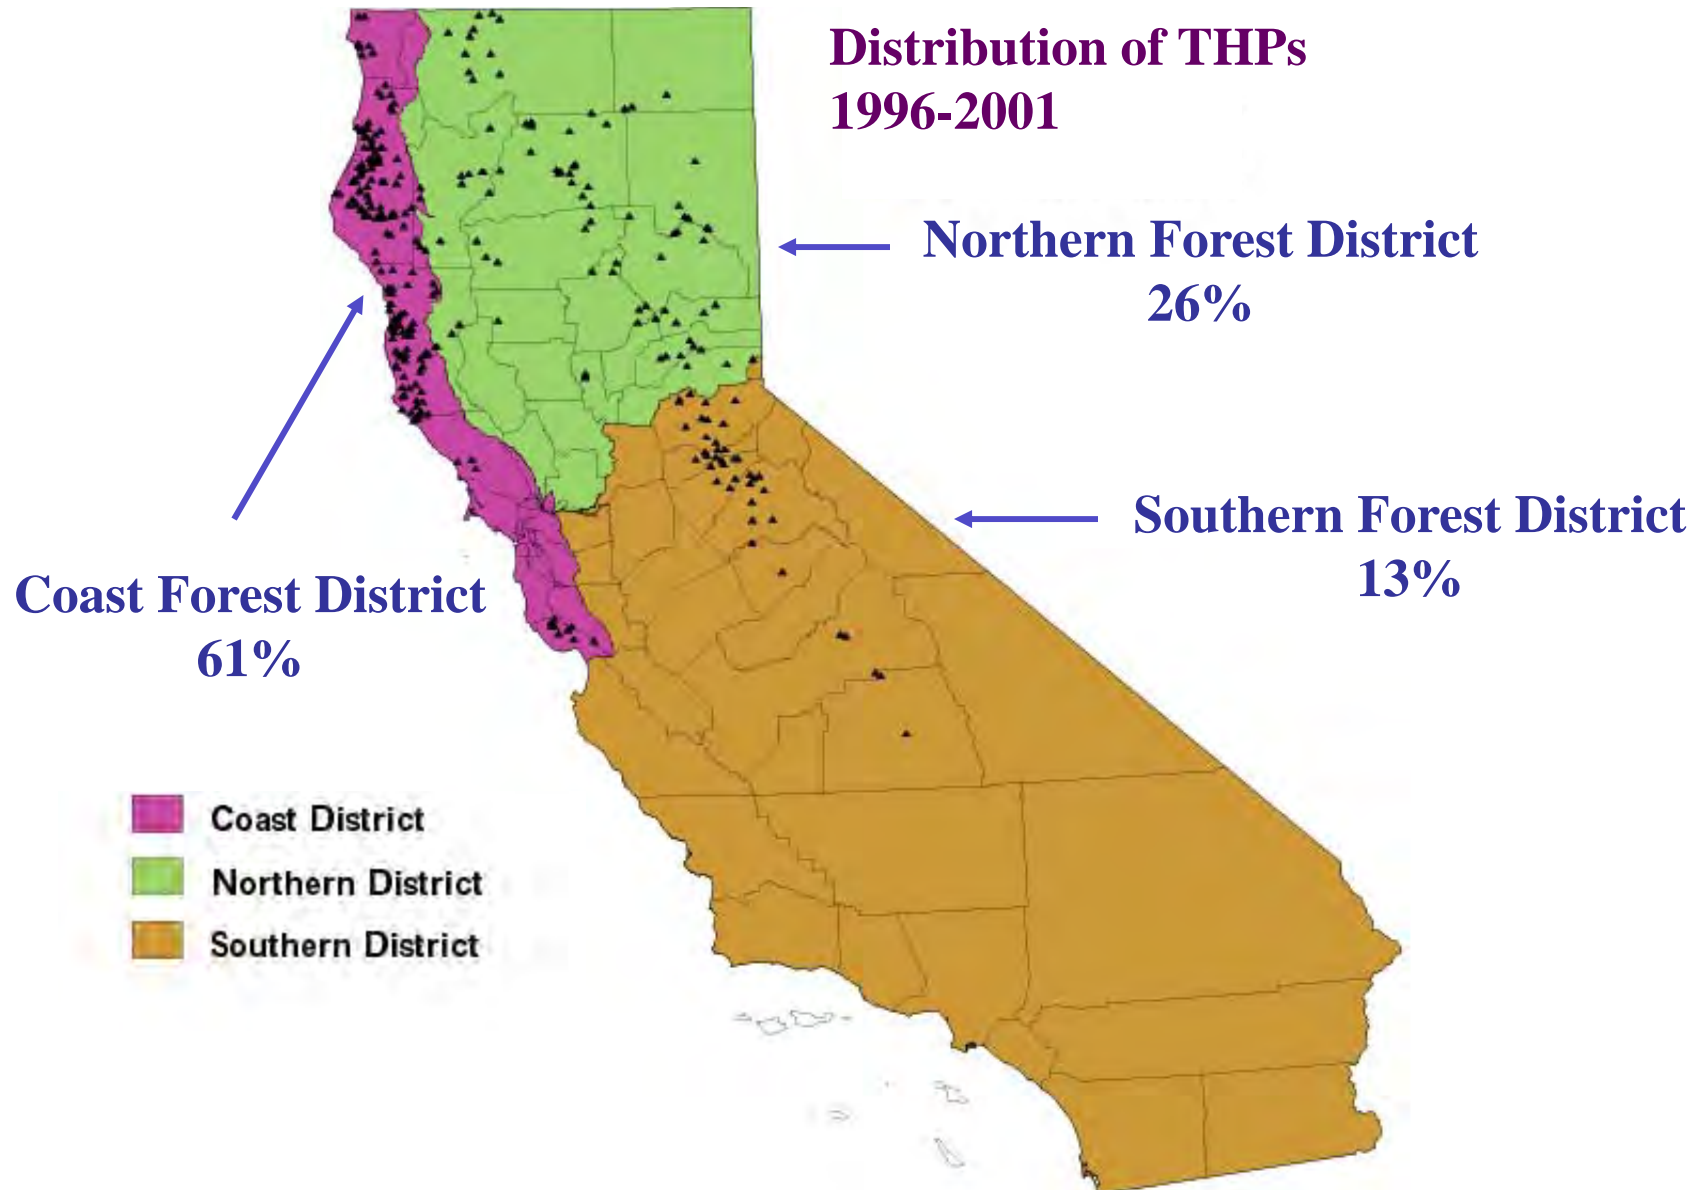 Distribution of THPs
1996-2001
Northern Forest District
26%
Southern Forest District
13%
Coast Forest District
61%
Coast District
Northern District
Southern District